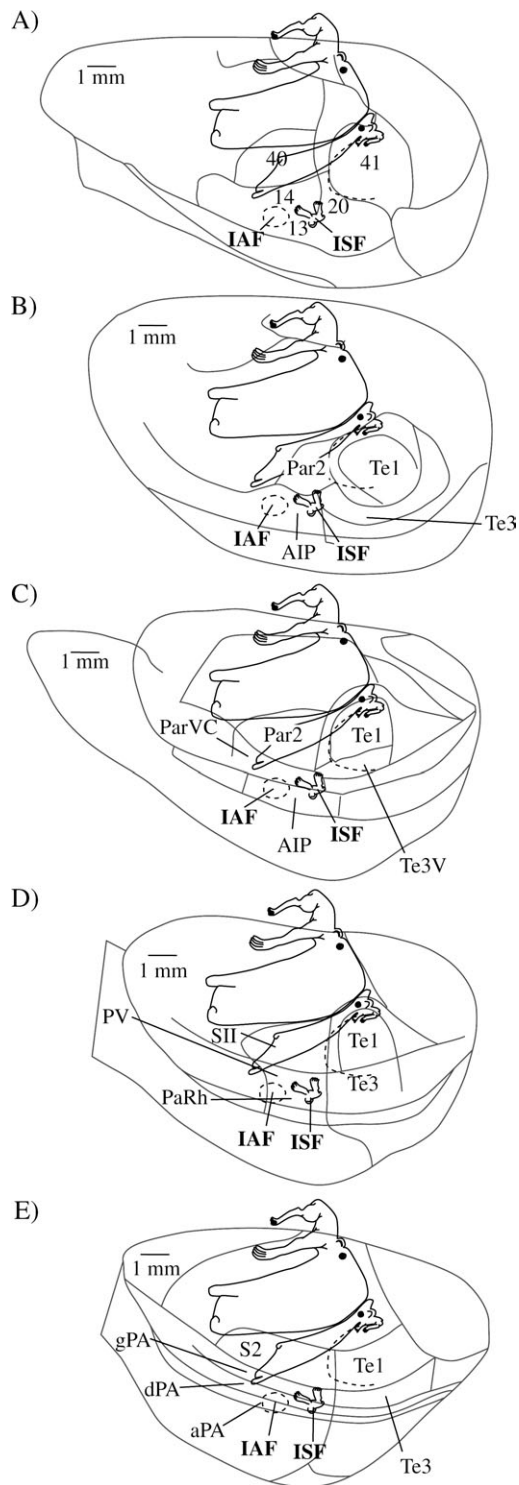 A)
1 mm
40
41
14
20
IAF
13
ISF
B)
1 mm
Par2
Te1
IAF
AIP
ISF
Te3
C)
1 mm
ParVC
Par2
Te1
IAF
AIP
ISF
Te3V
D)
1 mm
PV
SII
Te1
Te3
PaRh
IAF
ISF
E)
1 mm
gPA
S2
Te1
dPA
aPA
IAF
ISF
Te3